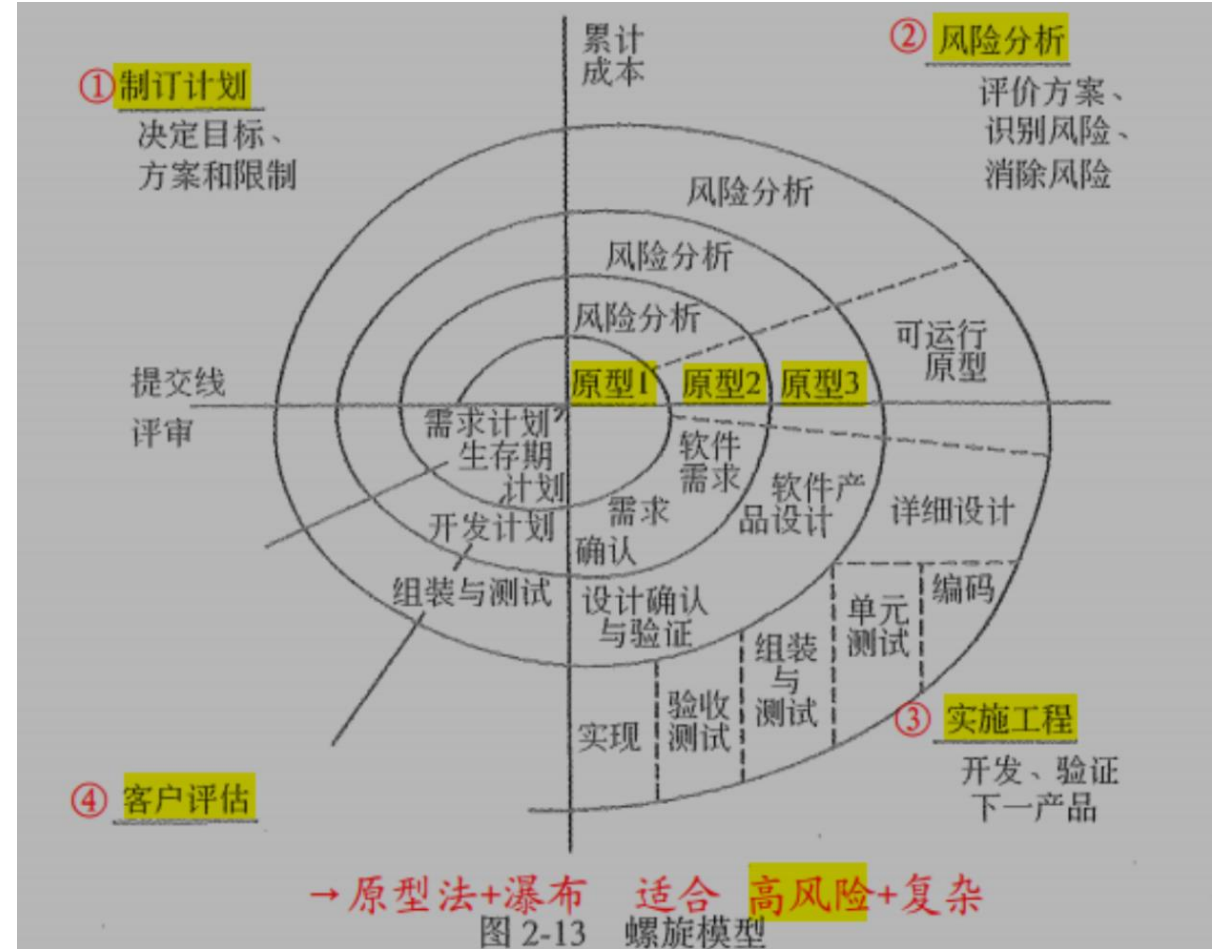 累计
成本
① 制订计划
决定目标、
方案和限制
② 风险分析
评价方案、
识别风险、
消除风险
风险分析
风险分析
风险分析
可运行
原型
原型1
原型2
原型3
提交线
评审
需求计划
生存期
计划
开发计划
组装与测试
软件
需求
需求
确认
软件产
品设计
设计确认
与验证
详细设计
编码
单元
测试
组装
与
测试
验收
测试
实现
③ 实施工程
开发、验证
下一产品
④ 客户评估
→原型法+瀑布 适合 高风险+复杂
图 2-13 螺旋模型